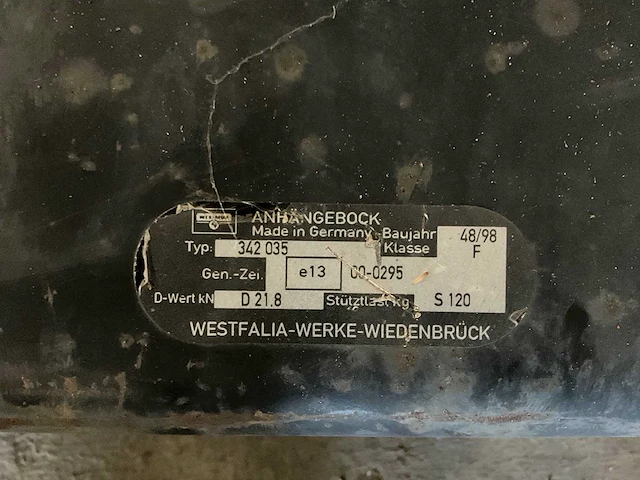 ANHÄNGEBOCK
Made in Germany Baujahr 48/98
Typ: 342 035 Klasse F
Gen.-Zei. e13 00-0295
D-Wert kN D 21.8 Stützlast kg S 120
WESTFALIA-WERKE-WIEDENBRÜCK